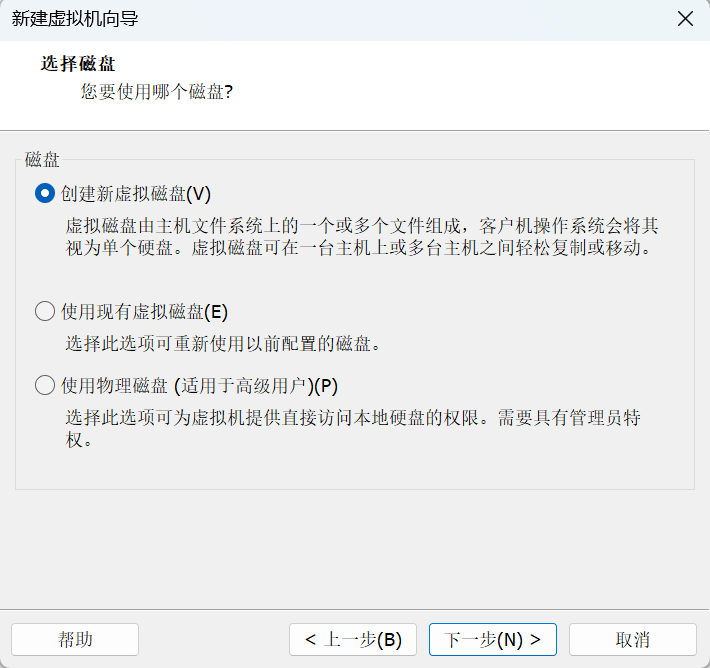 新建虚拟机向导
选择磁盘
您要使用哪个磁盘?
磁盘
创建新虚拟磁盘(V)
虚拟磁盘由主机文件系统上的一个或多个文件组成，客户机操作系统会将其
视为单个硬盘。虚拟磁盘可在一台主机上或多台主机之间轻松复制或移动。
使用现有虚拟磁盘(E)
选择此选项可重新使用以前配置的磁盘。
使用物理磁盘 (适用于高级用户)(P)
选择此选项可为虚拟机提供直接访问本地硬盘的权限。需要具有管理员特
权。
帮助
< 上一步(B)
下一步(N) >
取消